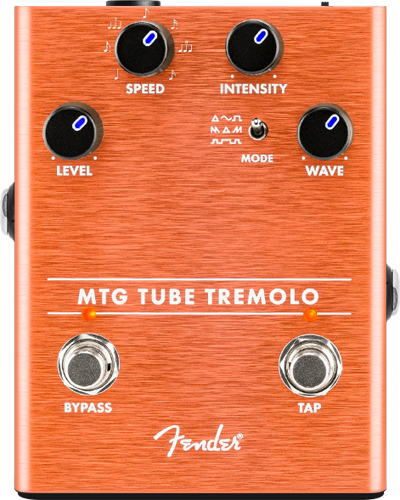 SPEED
INTENSITY
LEVEL
MODE
WAVE
MTG TUBE TREMOLO
BYPASS
TAP
Fender®